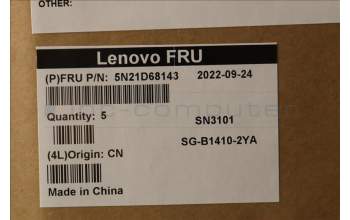 OTHER:
Lenovo FRU
(P)FRU P/N: 5N21D68143 2022-09-24
Quantity: 5 SN3101
SG-B1410-2YA
(4L)Origin: CN
Made in China